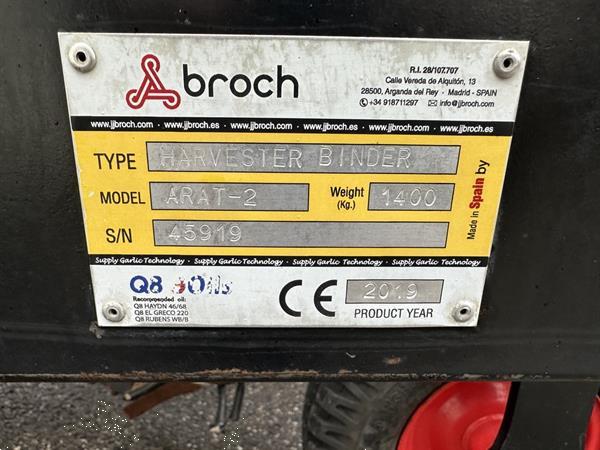 broch
R.I. 28/107.707
Calle Vereda de Alquitón, 13
28500, Arganda del Rey - Madrid - SPAIN
+34 918711297 info@jjbroch.com
www.jjbroch.com . www.jjbroch.es . www.jjbroch.com . www.jjbroch.es . www.jjbroch.com . www.jjbroch.es
TYPE HARVESTER BINDER
MODEL ARAT-2 Weight (Kg.) 1400
S/N 45919
Made in Spain by
Supply Garlic Technology . Supply Garlic Technology . Supply Garlic Technology . Supply Garlic Technology . Supply Garlic Technology
Q8 Oils
Recommended oil:
Q8 HAYDN 46/68
Q8 EL GRECO 220
Q8 RUBENS WB/B
CE 2019
PRODUCT YEAR